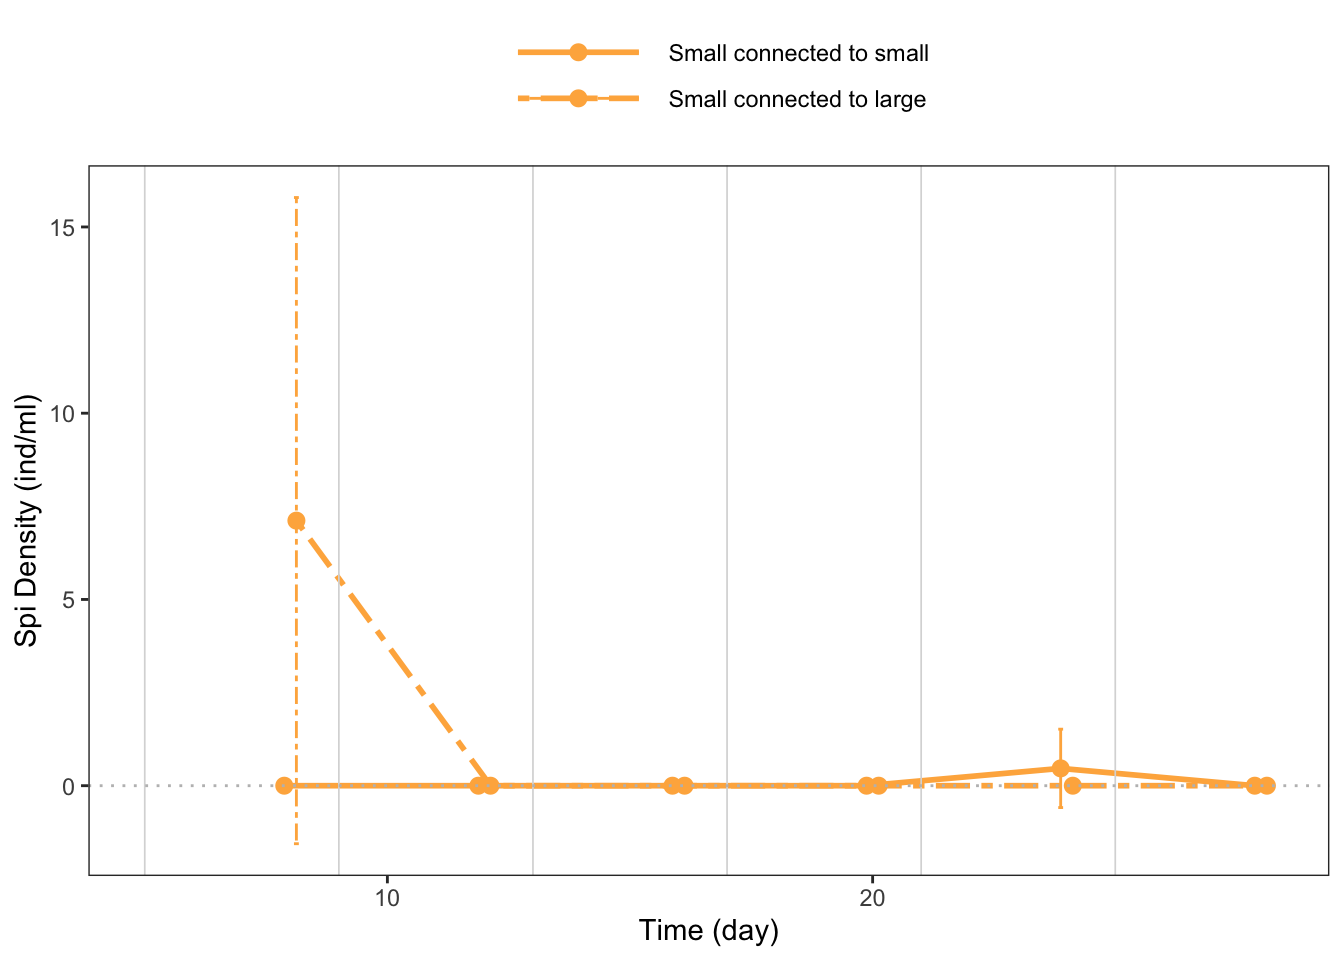 Small connected to small
Small connected to large
15
10
5
0
Spi Density (ind/ml)
10
20
Time (day)